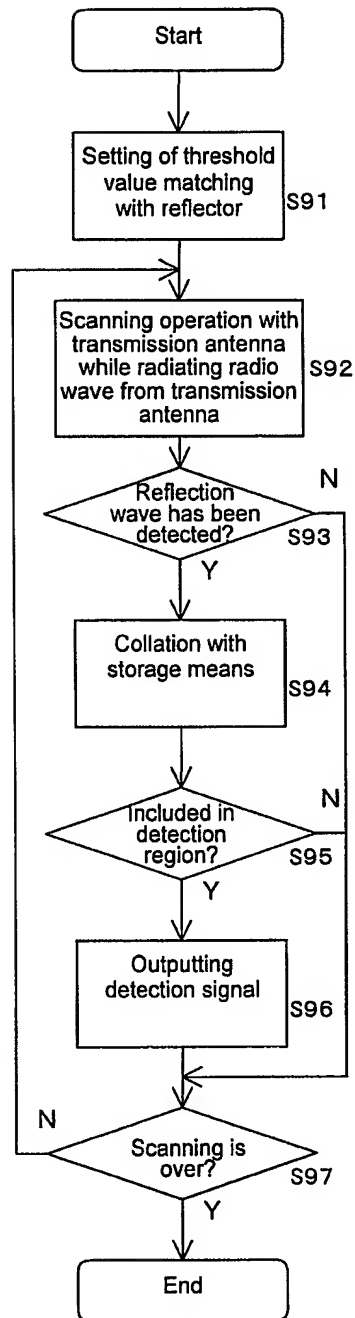 Start
Setting of threshold
value matching
with reflector
S91
Scanning operation with
transmission antenna
while radiating radio
wave from transmission
antenna
S92
Reflection
wave has been
detected?
N
S93
Y
Collation with
storage means
S94
Included in
detection
region?
N
S95
Y
Outputting
detection signal
S96
N
Scanning is
over?
S97
Y
End